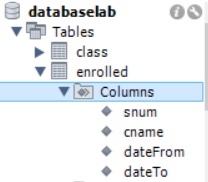 databaselab
Tables
class
enrolled
Columns
snum
cname
dateFrom
dateTo